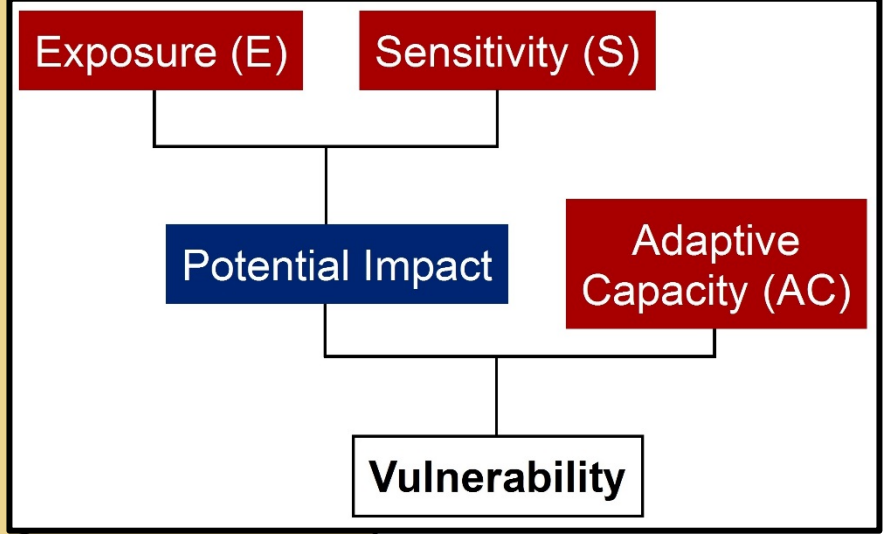 Exposure (E)
Sensitivity (S)
Potential Impact
Adaptive
Capacity (AC)
Vulnerability